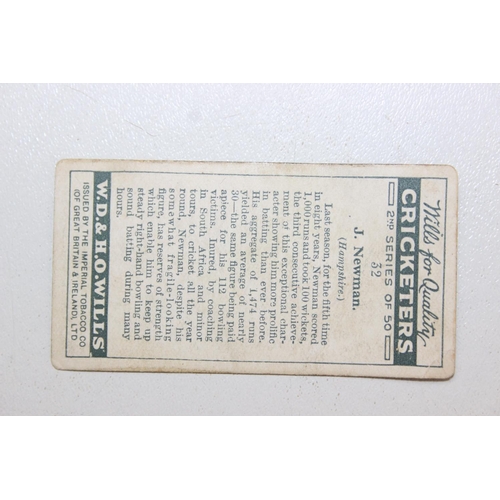 Wills's for Quality
CRICKETERS
2ND SERIES OF 50
32
J. Newman.
(Hampshire.)
Last season, for the fifth time
in eight years, Newman scored
1,000 runs and took 100 wickets,
the third consecutive achieve-
ment of this exceptional char-
acter showing him more prolific
in batting than ever before.
His aggregate of 1,474 runs
yielded an average of nearly
30—the same figure being paid
apiece for his 112 bowling
victims. Inured, by coaching
in South Africa and minor
tours, to cricket all the year
round, Newman, despite his
somewhat fragile-looking
figure, has reserves of strength
which enable him to keep up
steady right-hand bowling and
sound batting during many
hours.
W.D.& H.O.WILLS
ISSUED BY THE IMPERIAL TOBACCO CO
(OF GREAT BRITAIN & IRELAND), LTD